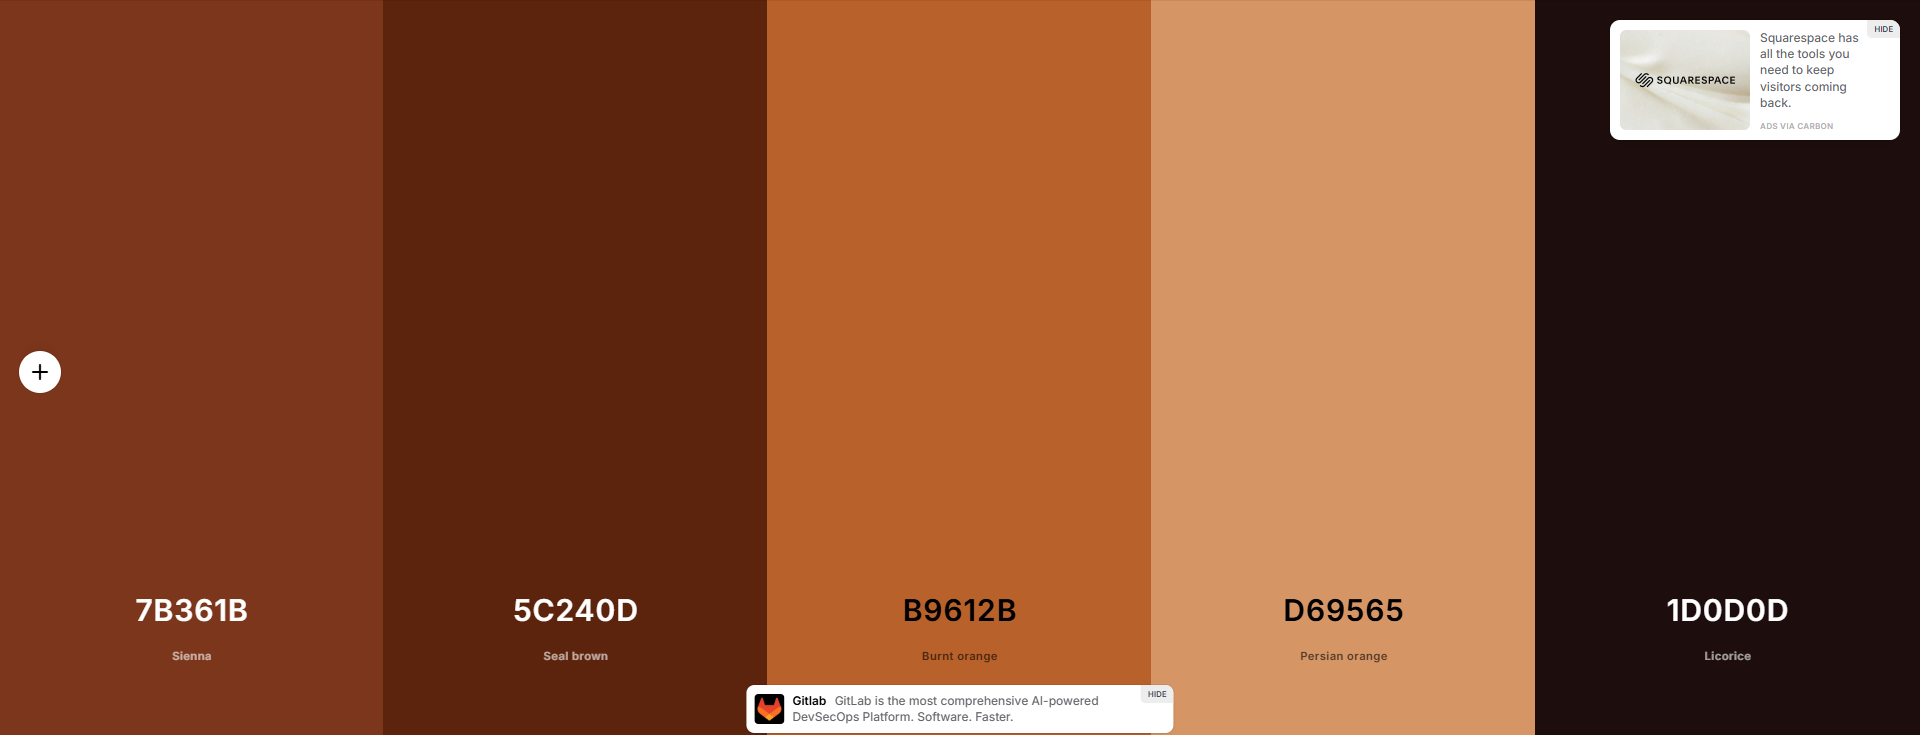 HIDE
Squarespace has
all the tools you
need to keep
visitors coming
back.
SQUARESPACE
ADS VIA CARBON
7B361B
5C240D
B9612B
D69565
1D0D0D
Sienna
Seal brown
Burnt orange
Persian orange
Licorice
HIDE
Gitlab GitLab is the most comprehensive AI-powered
DevSecOps Platform. Software. Faster.